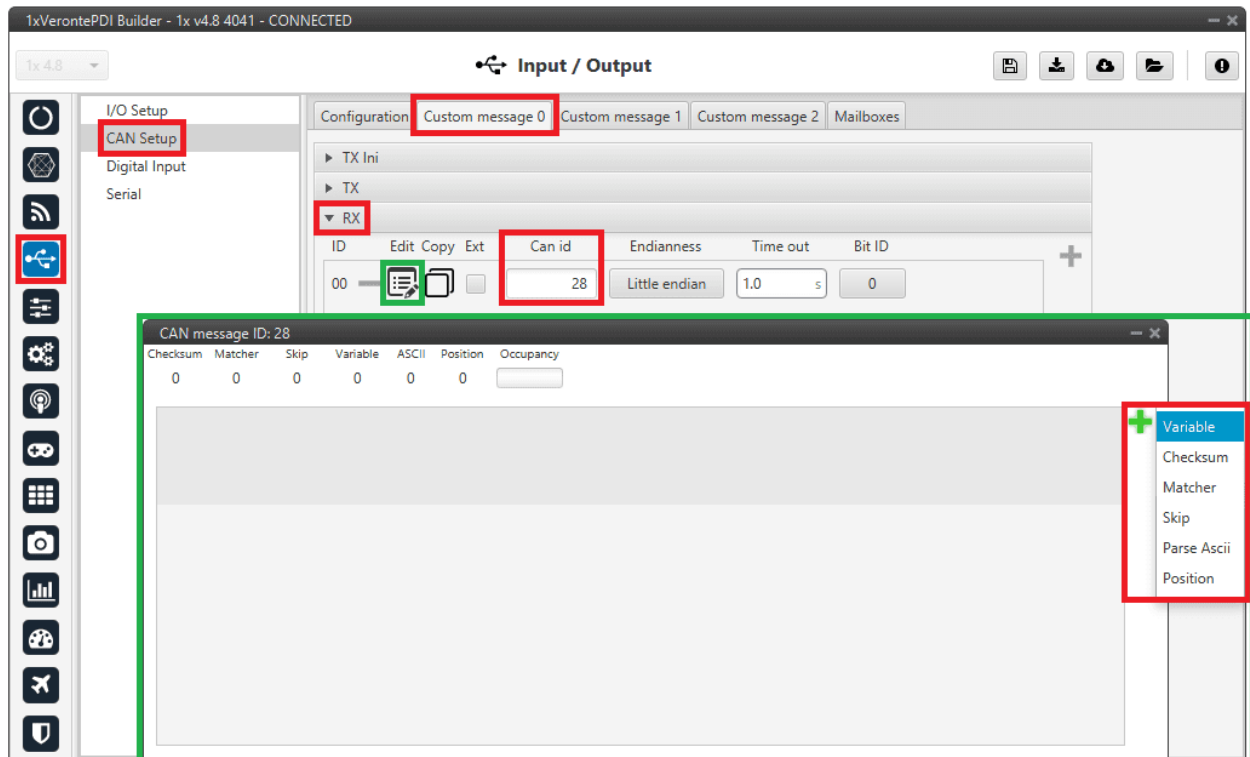 1xVerontePDI Builder - 1x v4.8 4041 - CONNECTED
1x 4.8
Input / Output
I/O Setup
CAN Setup
Digital Input
Serial
Configuration Custom message 0 Custom message 1 Custom message 2 Mailboxes
TX Ini
TX
RX
ID Edit Copy Ext Can id Endianness Time out Bit ID
00 28 Little endian 1.0 s 0
CAN message ID: 28
Checksum Matcher Skip Variable ASCII Position Occupancy
0 0 0 0 0 0
Variable
Checksum
Matcher
Skip
Parse Ascii
Position